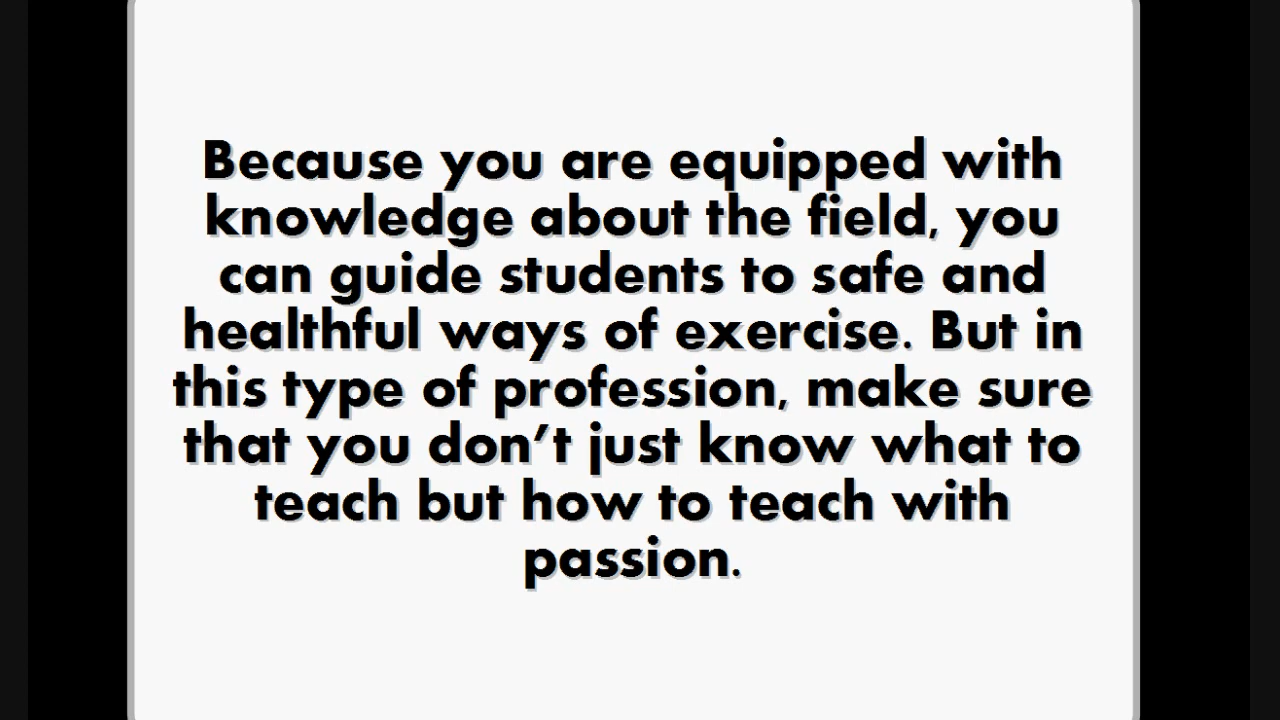 Because you are equipped with
knowledge about the field, you
can guide students to safe and
healthful ways of exercise. But in
this type of profession, make sure
that you don’t just know what to
teach but how to teach with
passion.